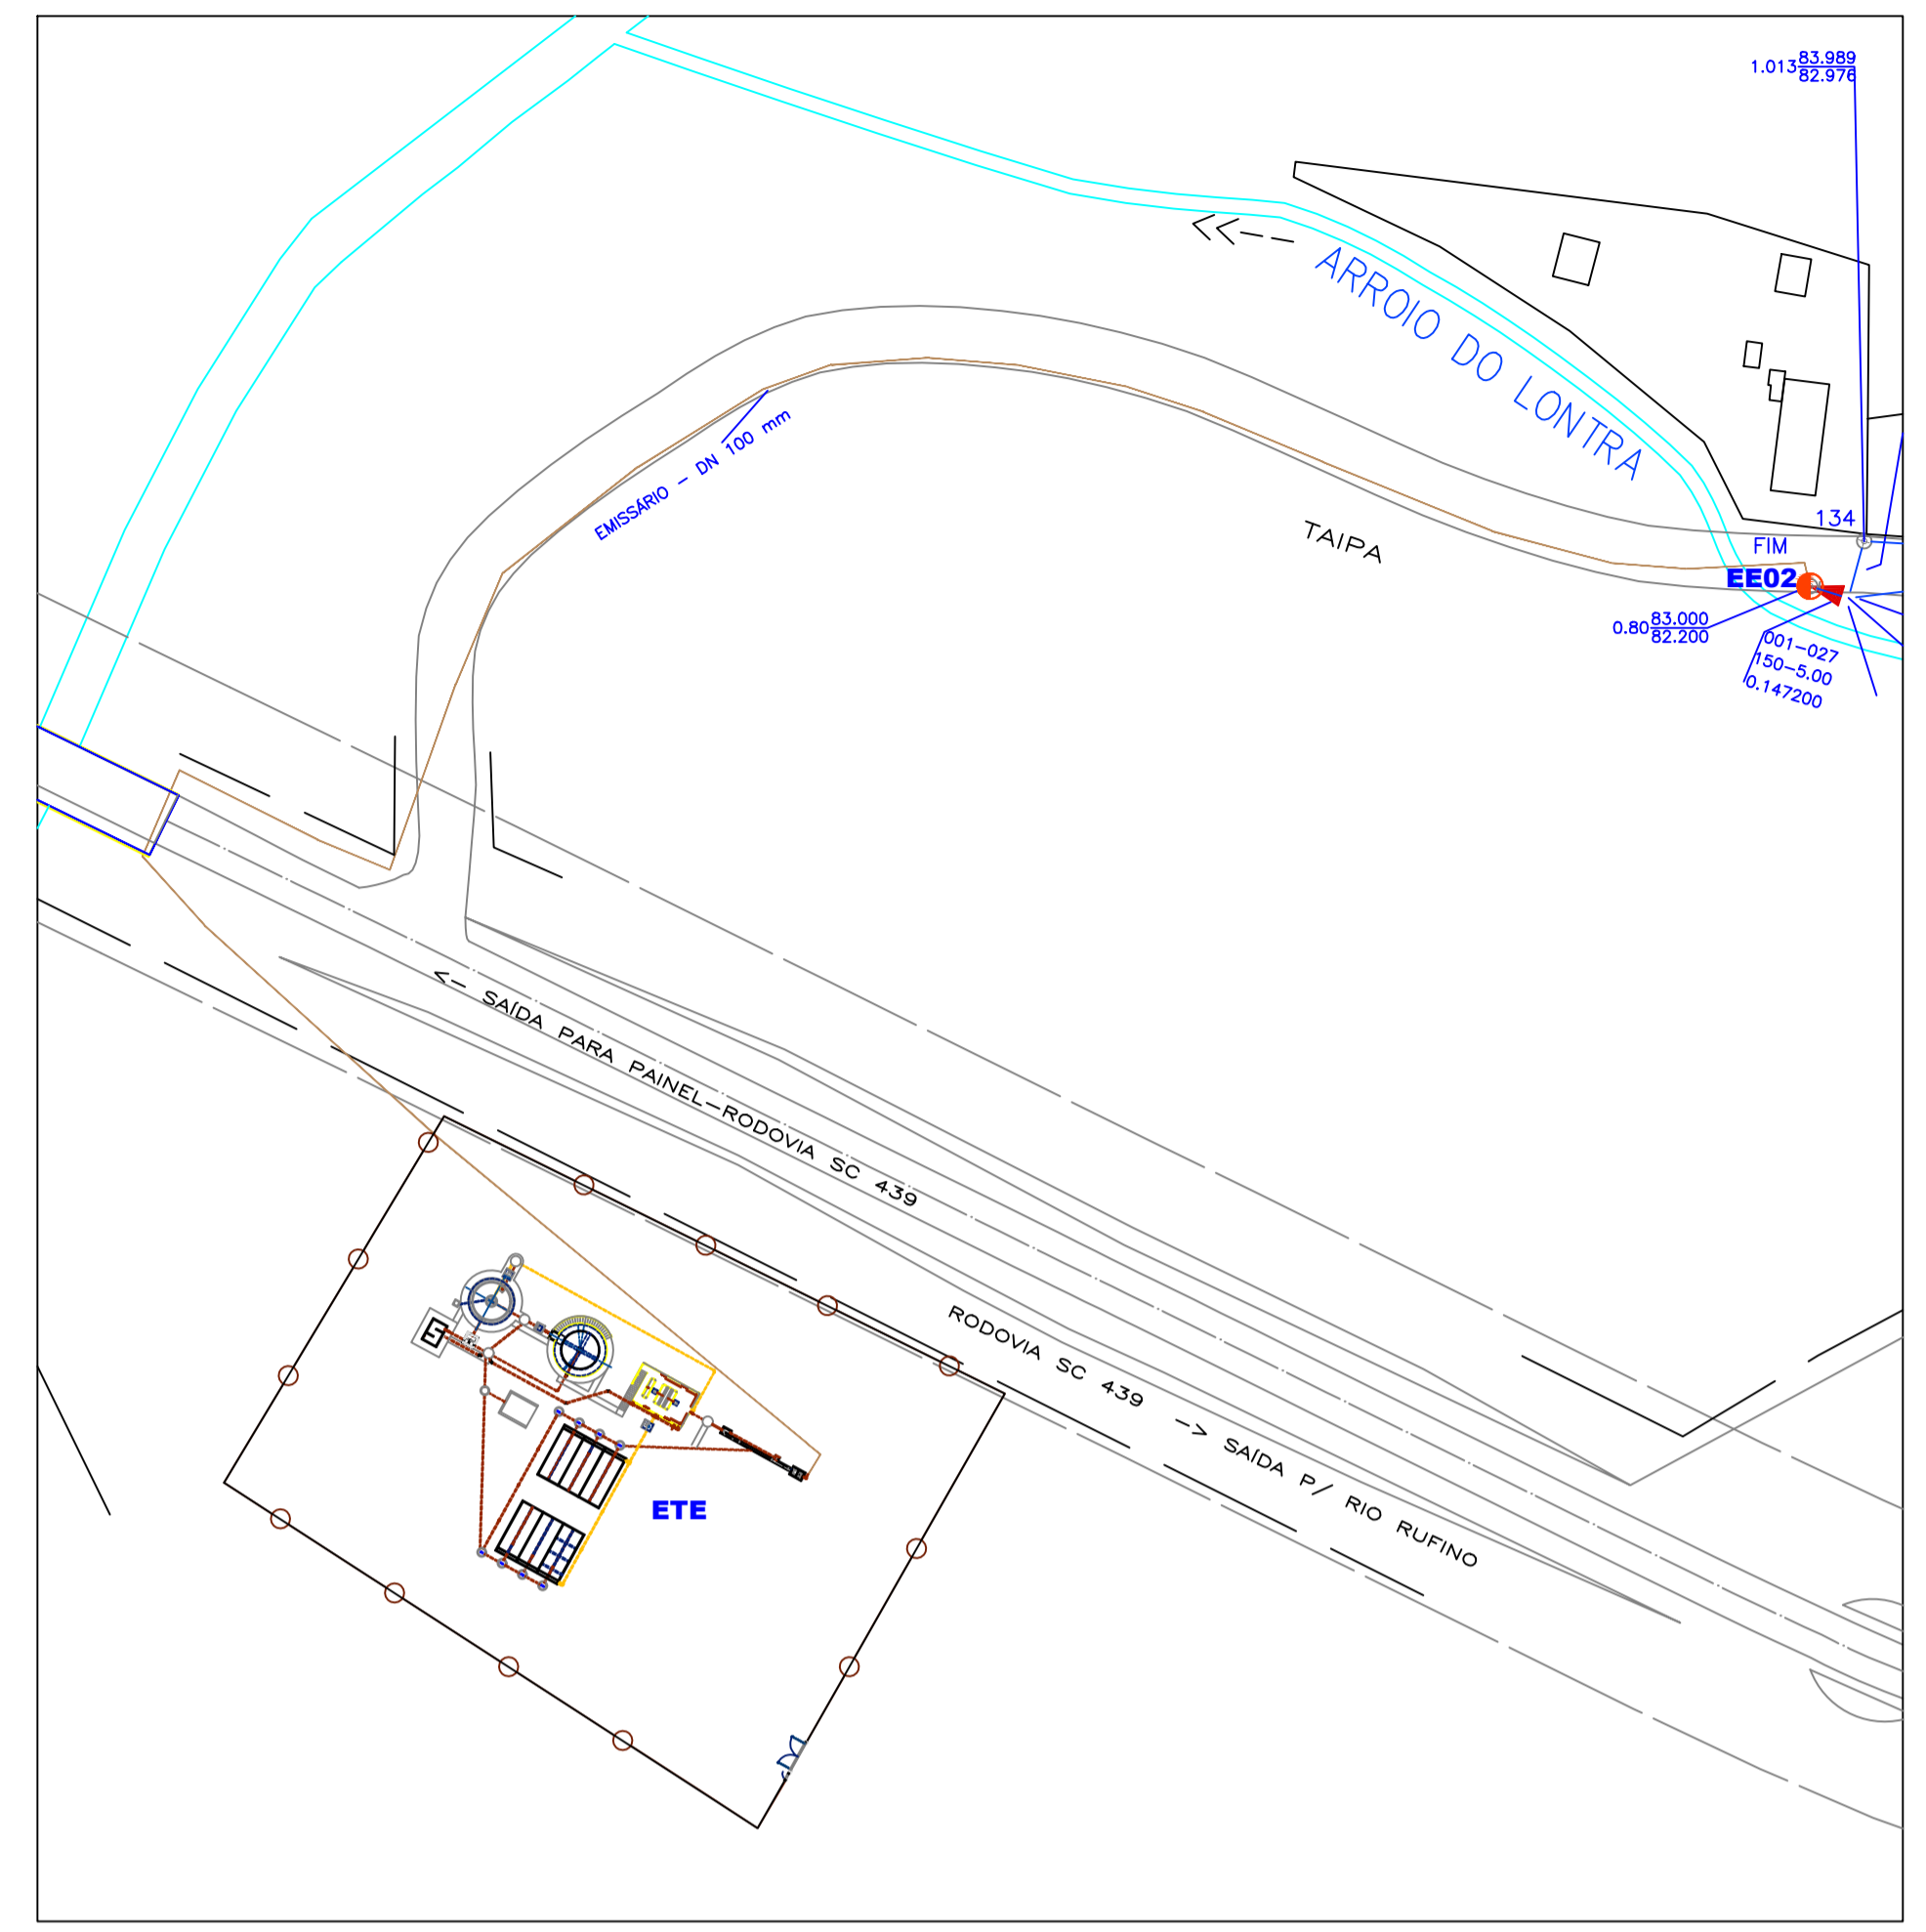 1.013 83.989
82.976
ARROIO DO LONTRA
EMISSÁRIO - DN 100 mm
TAIPA
134
FIM
EE02
0.80 83.000
82.200
001-027
150-5.00
0.147200
<- SAÍDA PARA PAINEL-RODOVIA SC 439
RODOVIA SC 439 -> SAÍDA P/ RIO RUFINO
ETE